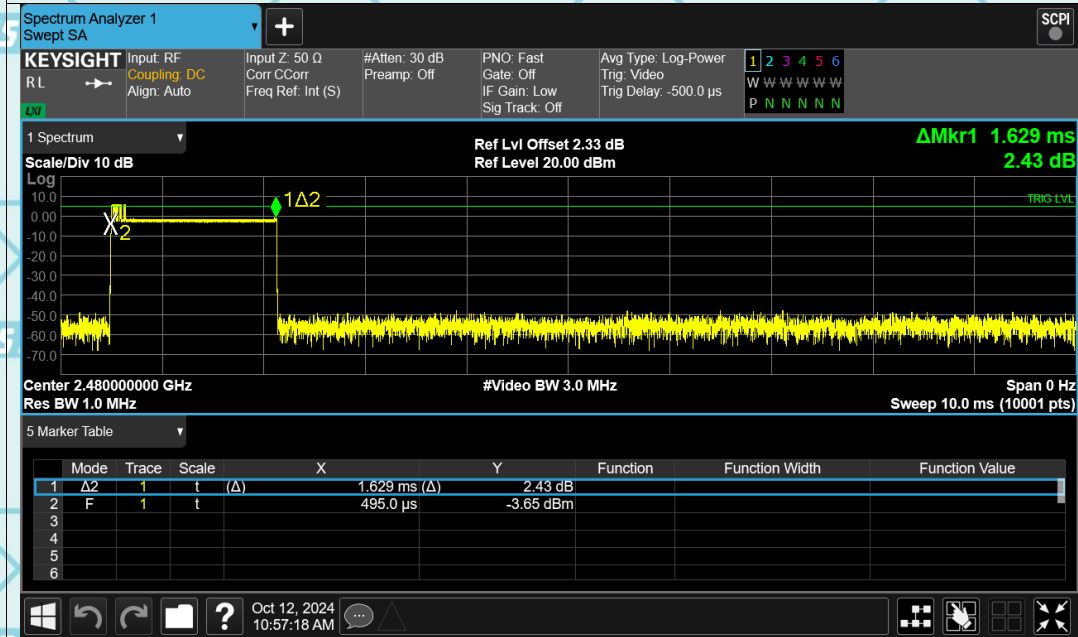 Spectrum Analyzer 1
Swept SA
+
SCPI
KEYSIGHT
R L
LXI
Input: RF
Coupling: DC
Align: Auto
Input Z: 50 Ω
Corr CCorr
Freq Ref: Int (S)
#Atten: 30 dB
Preamp: Off
PNO: Fast
Gate: Off
IF Gain: Low
Sig Track: Off
Avg Type: Log-Power
Trig: Video
Trig Delay: -500.0 µs
1 2 3 4 5 6
W W W W W W
P N N N N N
1 Spectrum
Scale/Div 10 dB
Log
Ref Lvl Offset 2.33 dB
Ref Level 20.00 dBm
ΔMkr1 1.629 ms
2.43 dB
10.0
0.00
-10.0
-20.0
-30.0
-40.0
-50.0
-60.0
-70.0
1Δ2
X2
TRIG LVL
Center 2.480000000 GHz
#Video BW 3.0 MHz
Span 0 Hz
Res BW 1.0 MHz
Sweep 10.0 ms (10001 pts)
5 Marker Table
Mode Trace Scale X Y Function Function Width Function Value
1 Δ2 1 t (Δ) 1.629 ms (Δ) 2.43 dB
2 F 1 t 495.0 µs -3.65 dBm
3
4
5
6
?
Oct 12, 2024
10:57:18 AM